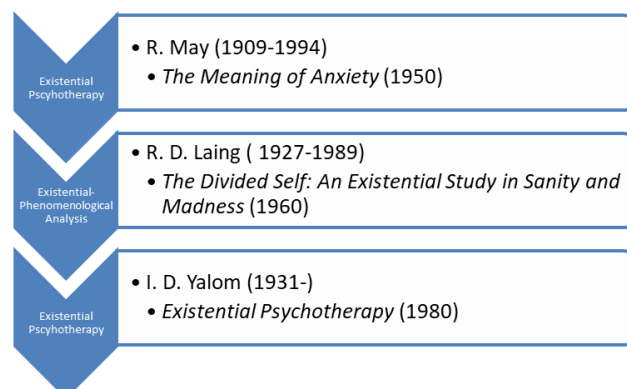 Existential
Pscyhotherapy
• R. May (1909-1994)
• The Meaning of Anxiety (1950)
Existential-
Phenomenological
Analysis
• R. D. Laing ( 1927-1989)
• The Divided Self: An Existential Study in Sanity and
Madness (1960)
Existential
Pscyhotherapy
• I. D. Yalom (1931-)
• Existential Psychotherapy (1980)